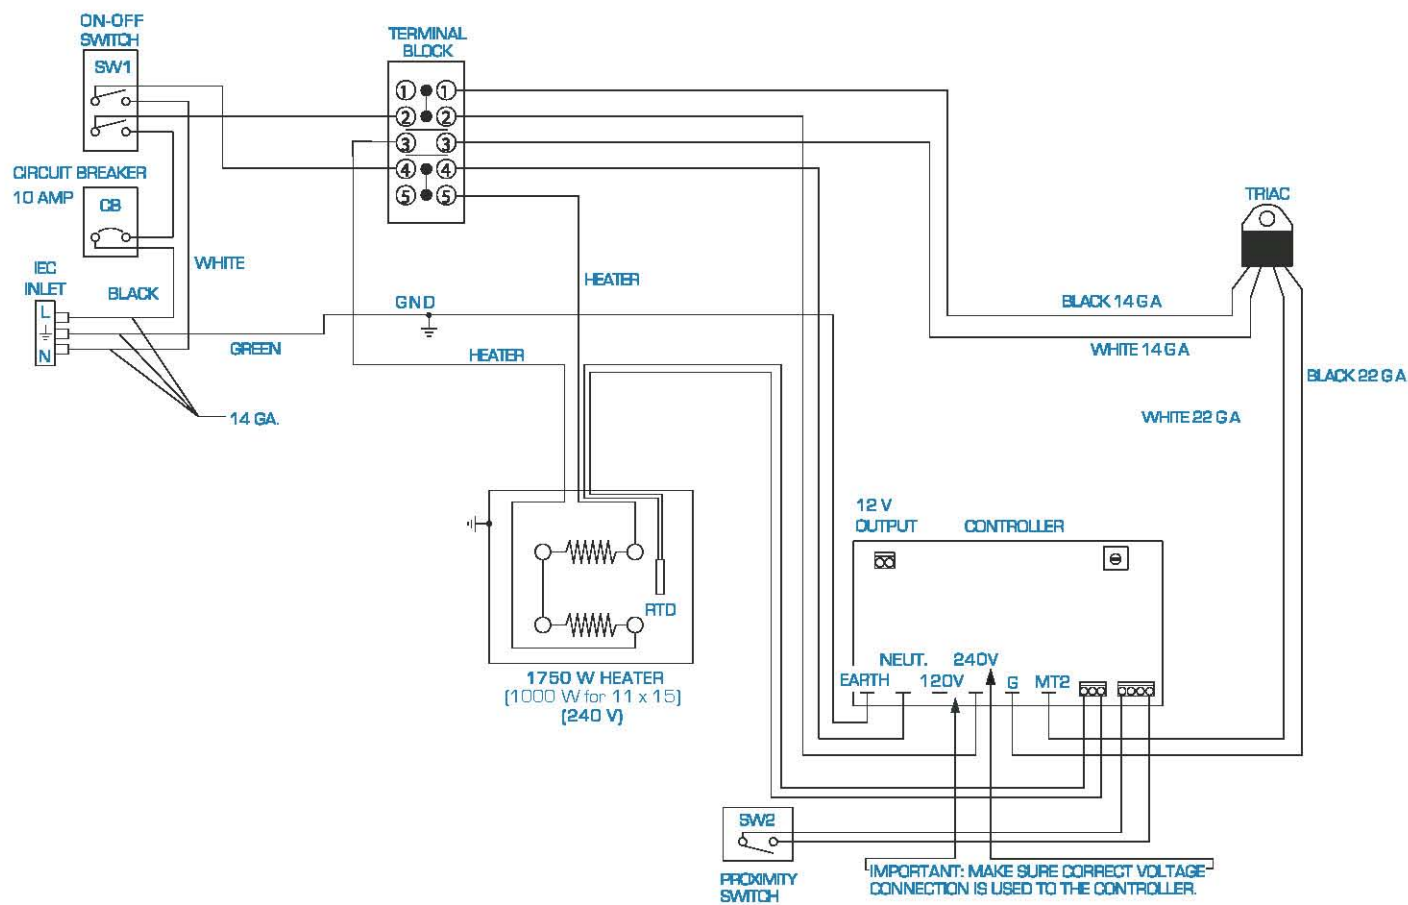 ON-OFF
SWITCH
SW1
TERMINAL
BLOCK
1 1
2 2
3 3
4 4
5 5
CIRCUIT BREAKER
10 AMP
CB
TRIAC
IEC
INLET
L
N
WHITE
BLACK
GREEN
14 GA.
GND
HEATER
HEATER
BLACK 14 GA
WHITE 14 GA
BLACK 22 GA
WHITE 22 GA
12 V
OUTPUT
CONTROLLER
RTD
1750 W HEATER
(1000 W for 11 x 15)
(240 V)
NEUT. 240V
EARTH 120V G MT2
SW2
PROXIMITY
SWITCH
IMPORTANT: MAKE SURE CORRECT VOLTAGE
CONNECTION IS USED TO THE CONTROLLER.